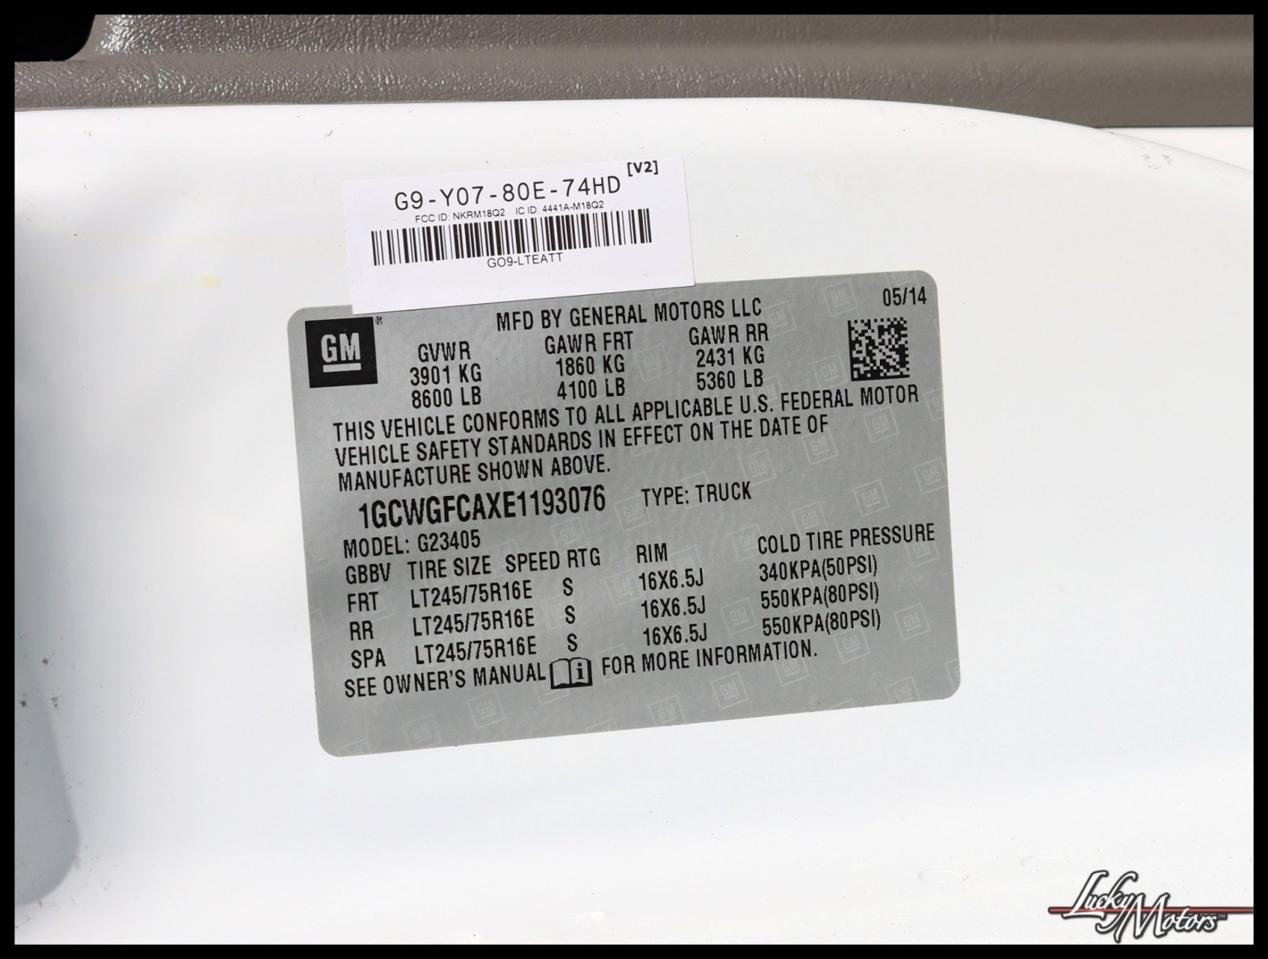 [V2]
G9-Y07-80E-74HD
FCC ID: NKRM18Q2 IC ID: 4441A-M18Q2
GO9-LTEATT
GM®
MFD BY GENERAL MOTORS LLC 05/14
GVWR GAWR FRT GAWR RR
3901 KG 1860 KG 2431 KG
8600 LB 4100 LB 5360 LB
THIS VEHICLE CONFORMS TO ALL APPLICABLE U.S. FEDERAL MOTOR
VEHICLE SAFETY STANDARDS IN EFFECT ON THE DATE OF
MANUFACTURE SHOWN ABOVE.
1GCWGFCAXE1193076 TYPE: TRUCK
MODEL: G23405
GBBV TIRE SIZE SPEED RTG RIM COLD TIRE PRESSURE
FRT LT245/75R16E S 16X6.5J 340KPA(50PSI)
RR LT245/75R16E S 16X6.5J 550KPA(80PSI)
SPA LT245/75R16E S 16X6.5J 550KPA(80PSI)
SEE OWNER'S MANUAL i FOR MORE INFORMATION.
Lucky Motors™